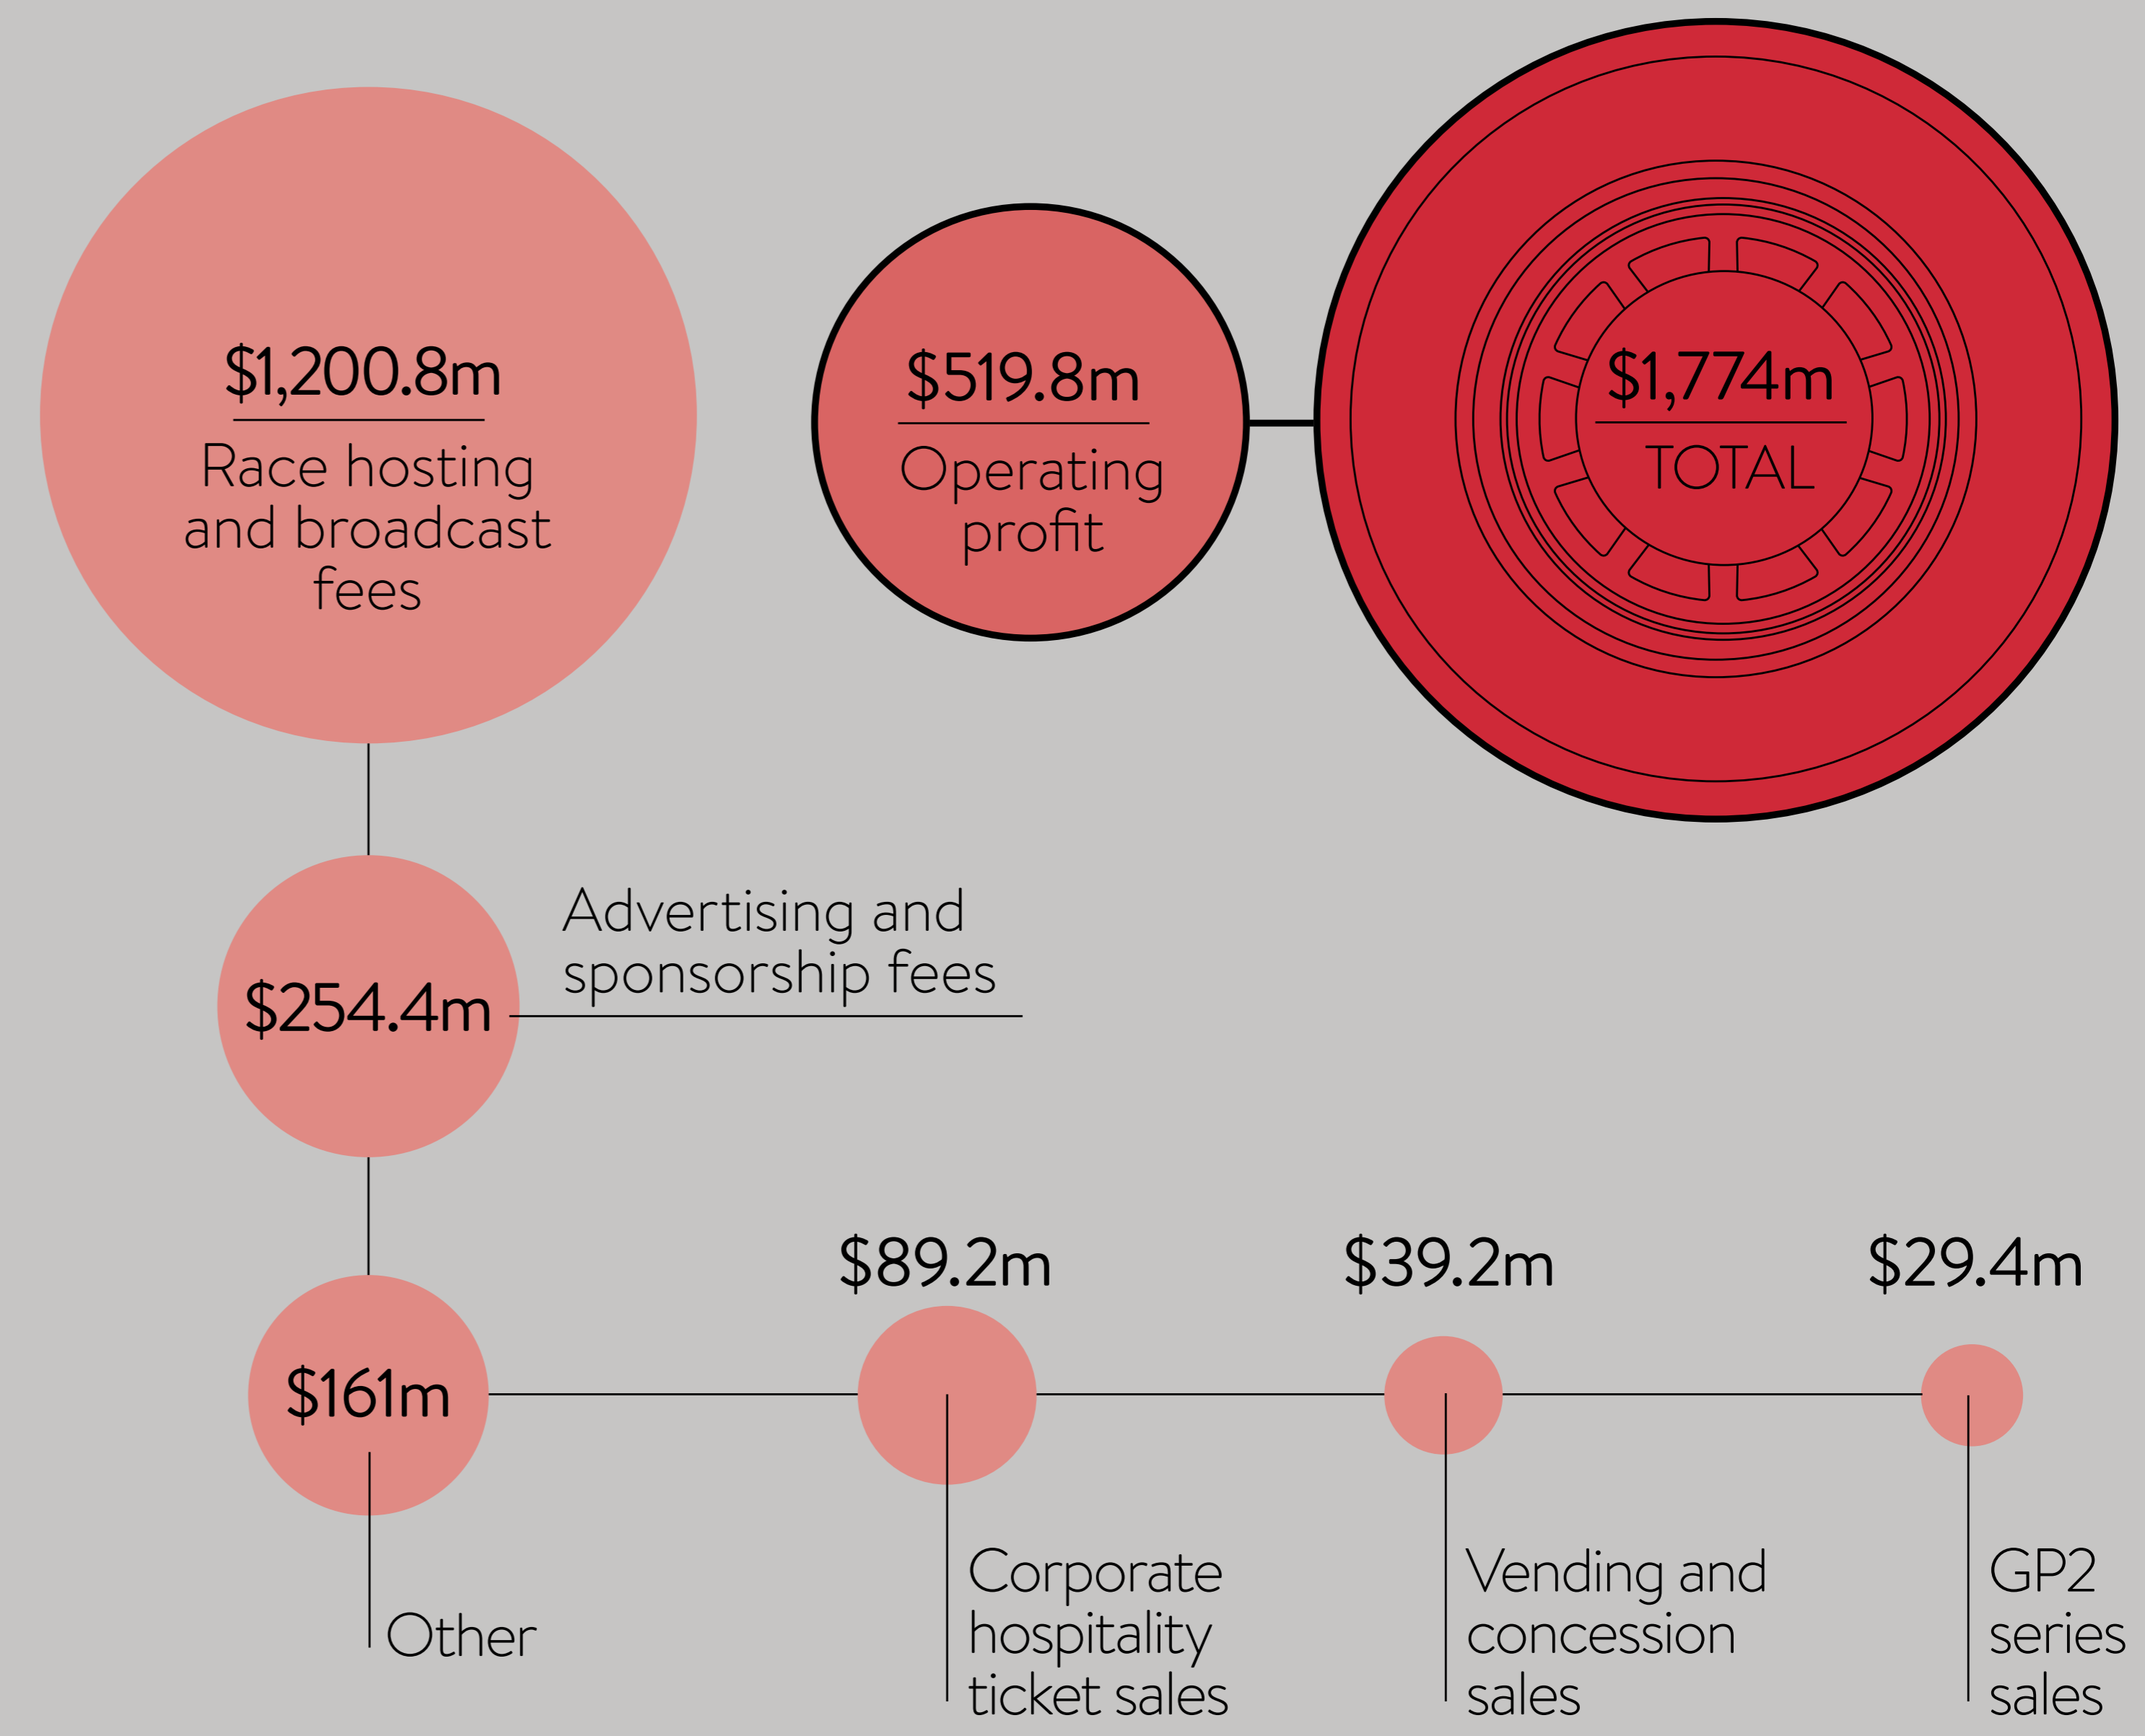 $1,200.8m
Race hosting
and broadcast
fees
$519.8m
Operating
profit
$1,774m
TOTAL
Advertising and
sponsorship fees
$254.4m
$161m
Other
$89.2m
Corporate
hospitality
ticket sales
$39.2m
Vending and
concession
sales
$29.4m
GP2
series
sales